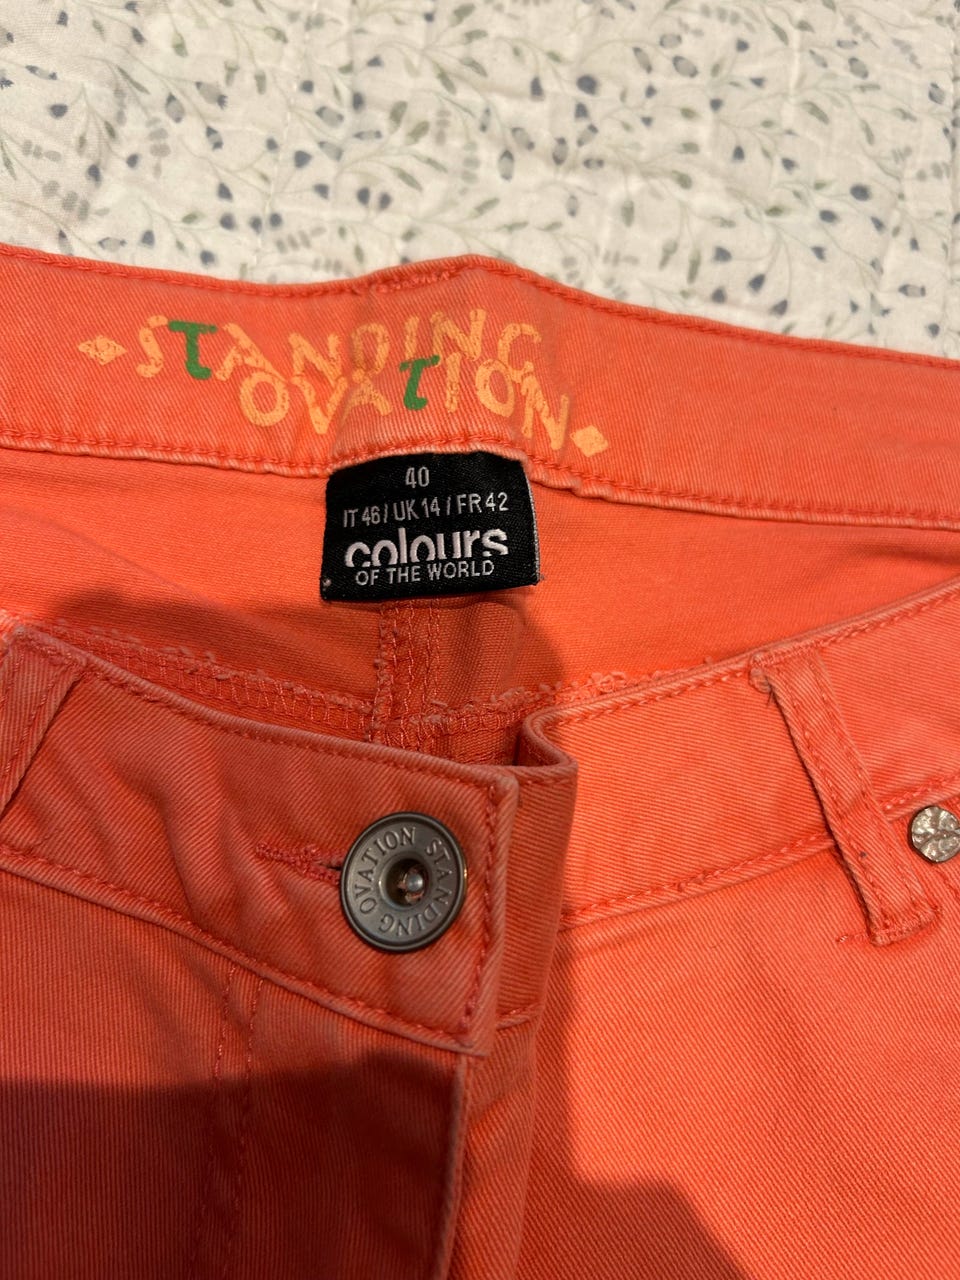 STANDING
OVATION
40
IT 46 / UK 14 / FR 42
colours
OF THE WORLD
STANDING OVATION